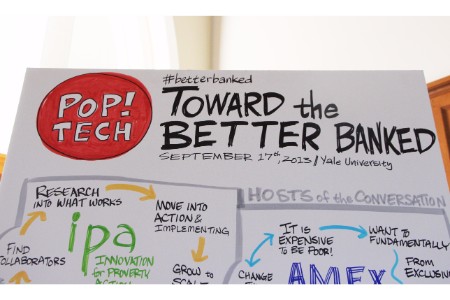 #betterbanked
POP!
TECH
TOWARD the
BETTER BANKED
SEPTEMBER 17th, 2013 / Yale University
HOSTS of the CONVERSATION
RESEARCH
INTO WHAT WORKS
MOVE INTO
ACTION &
IMPLEMENTING
ipa
INNOVATION
for POVERTY
ACTION
FIND
COLLABORATORS
GROW to
SCALE
IT IS
EXPENSIVE
TO BE POOR!
WANT to
FUNDAMENTALLY
CHANGE
AMEX
FROM
EXCLUSIVE